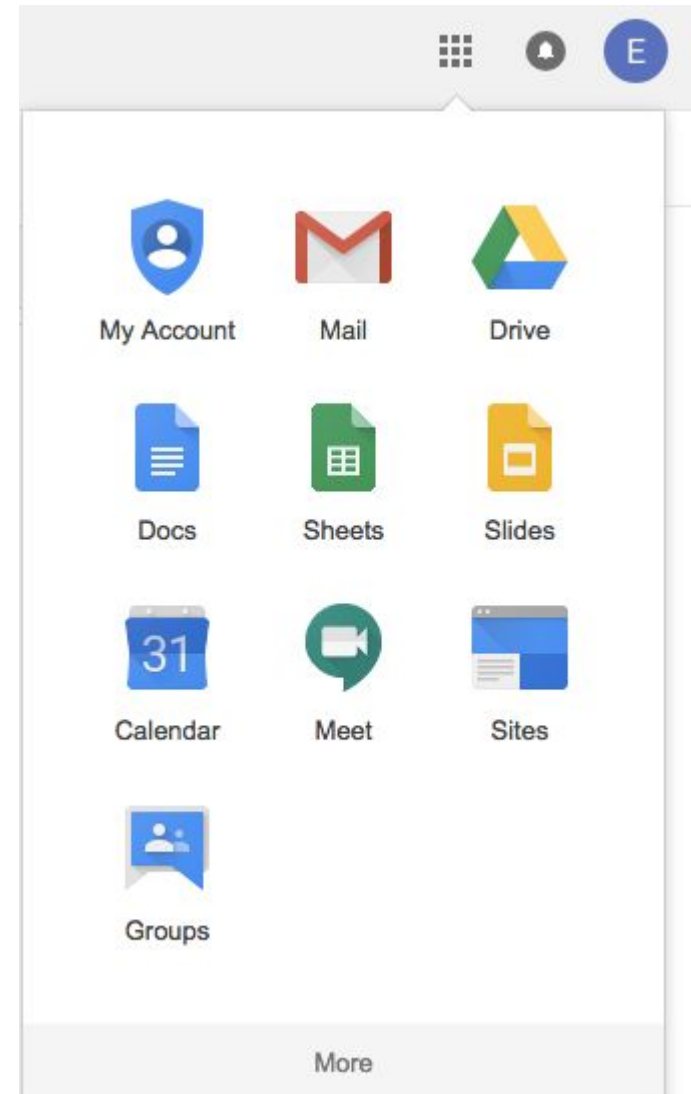 E
My Account Mail Drive
Docs Sheets Slides
31
Calendar Meet Sites
Groups
More